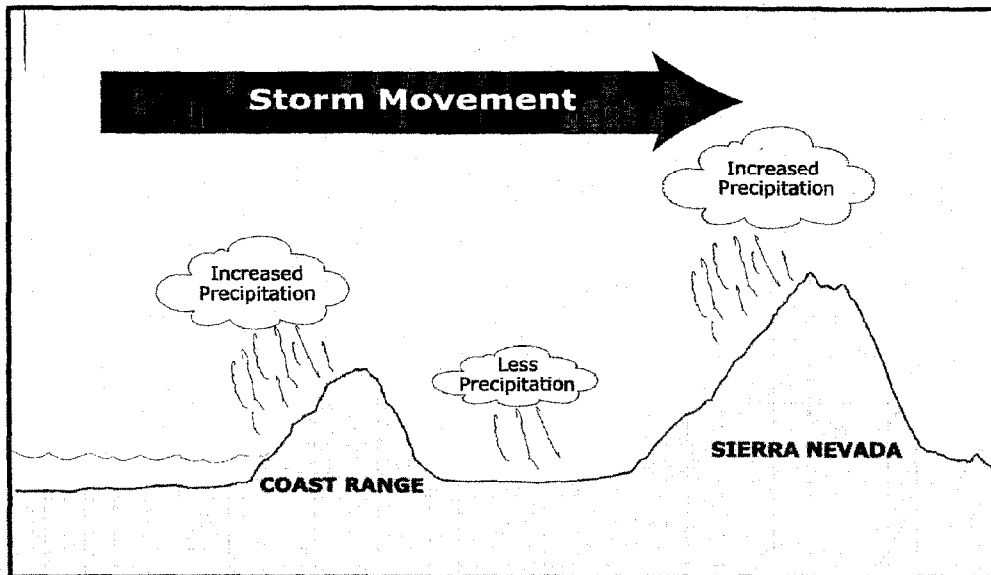 Storm Movement
Increased
Precipitation
Increased
Precipitation
Less
Precipitation
SIERRA NEVADA
COAST RANGE